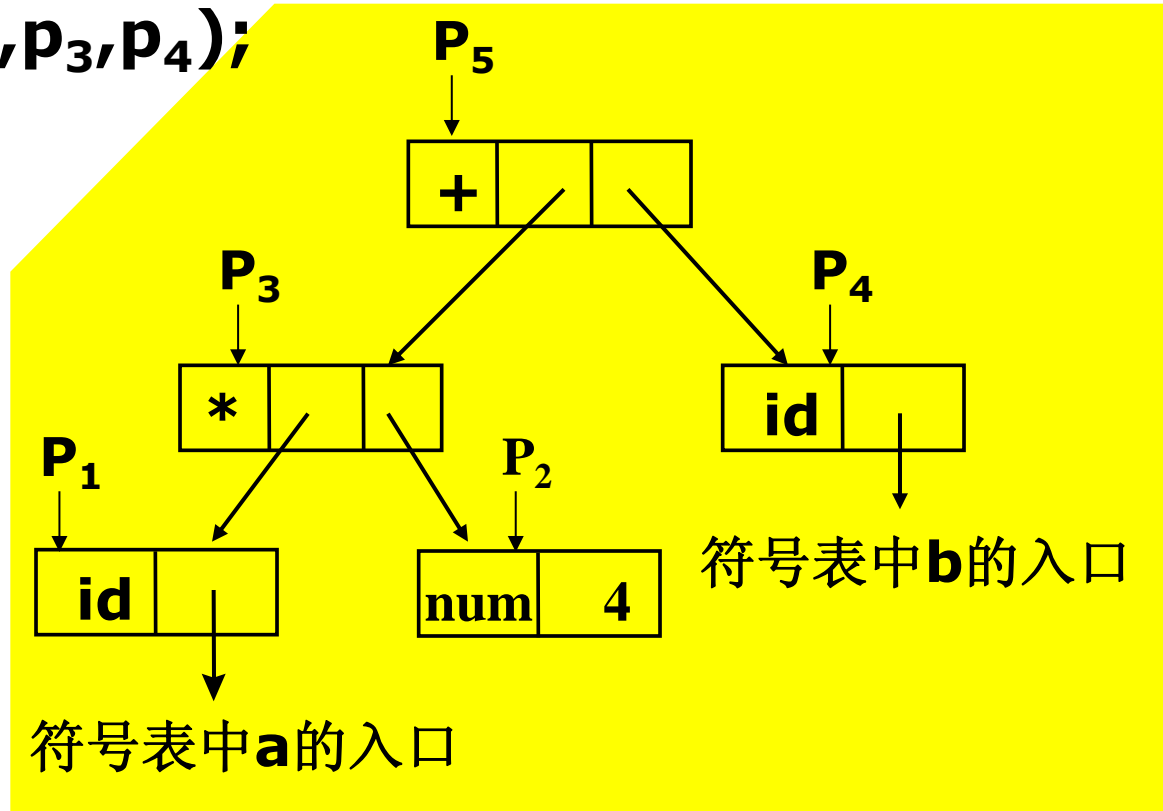 ,p₃,p₄);
P₅
+
P₃
P₄
*
id
P₁
P₂
符号表中b的入口
id
num 4
符号表中a的入口